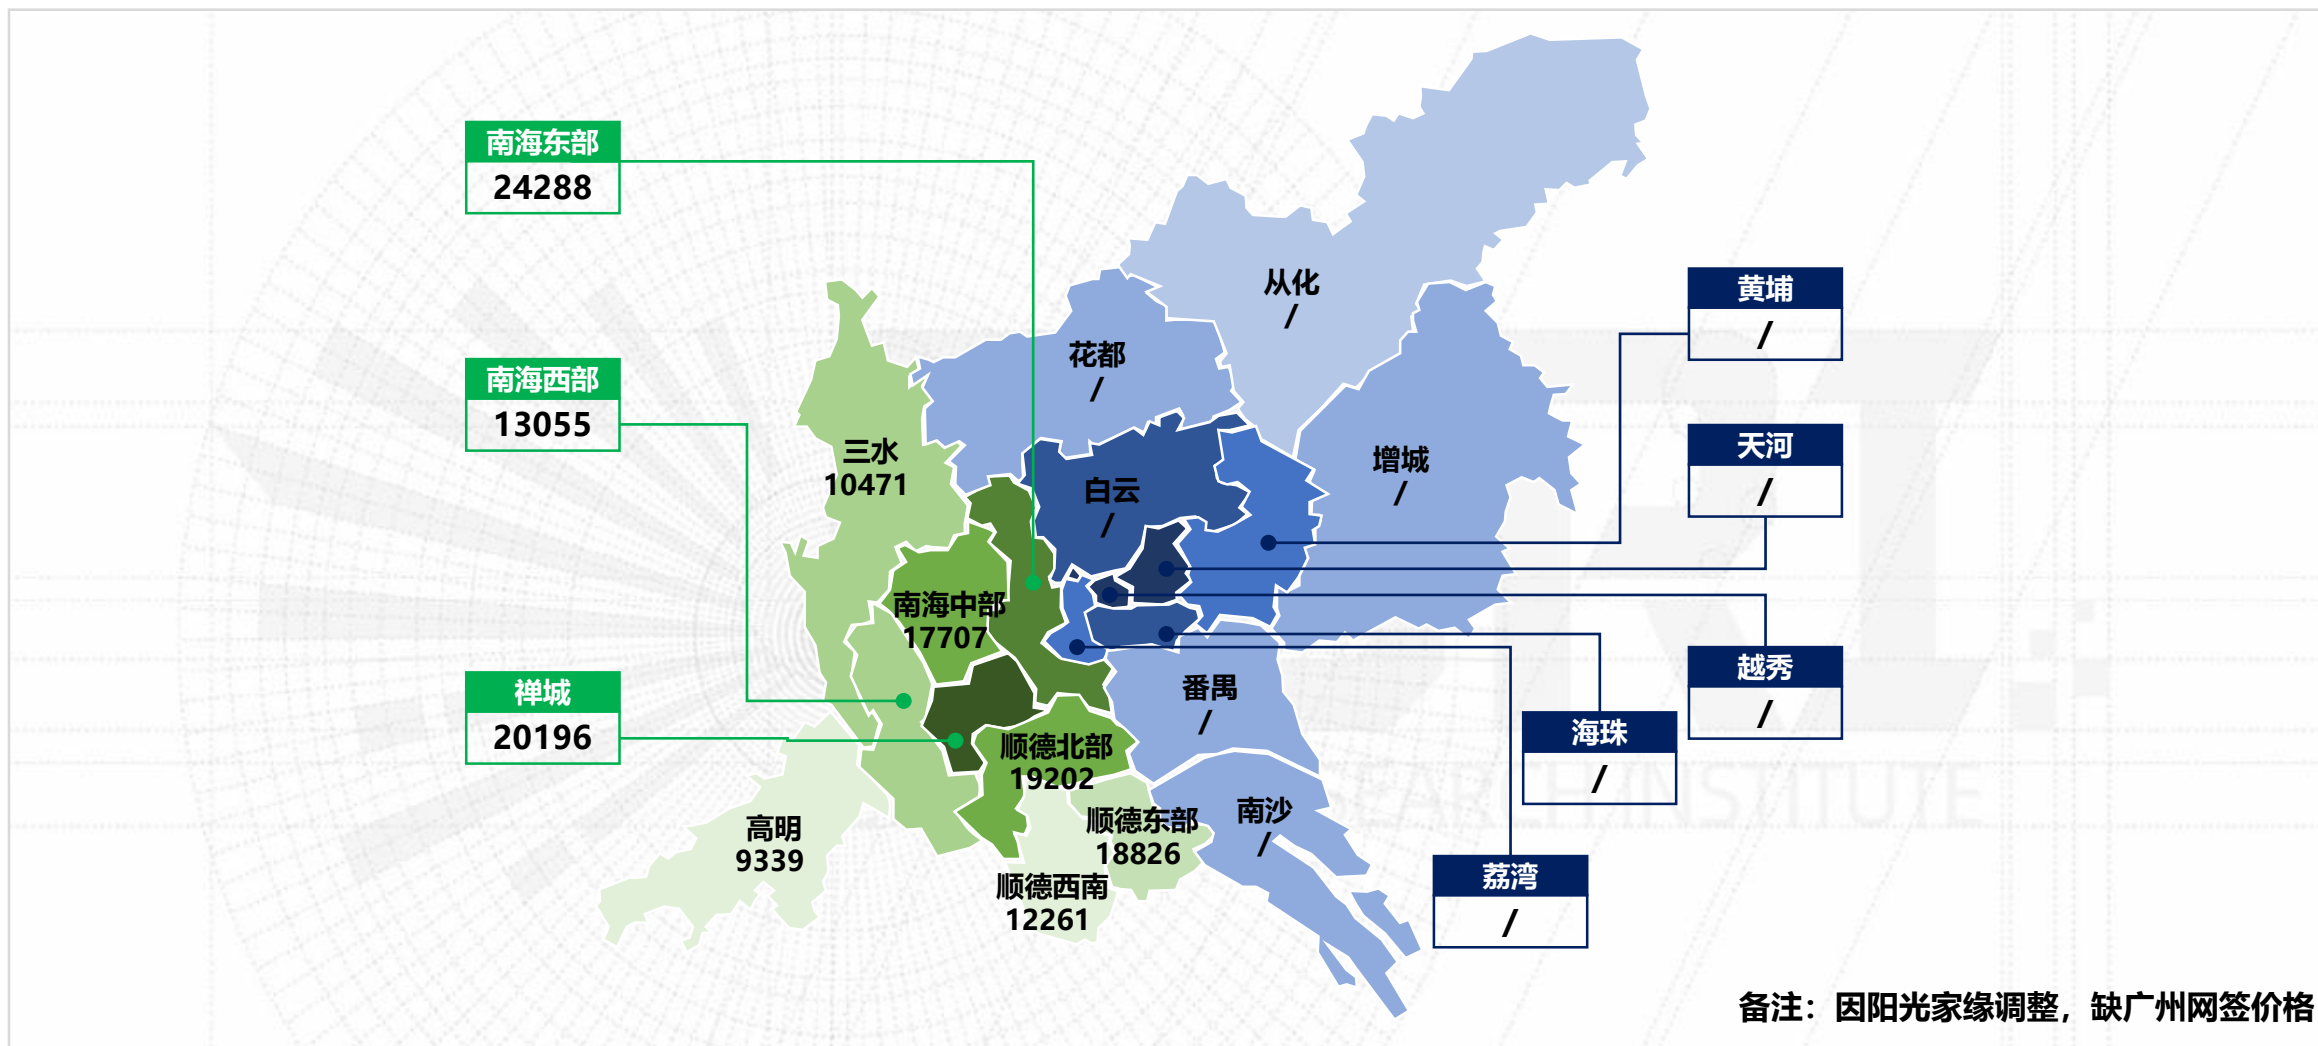 南海东部
24288
南海西部
13055
禅城
20196
三水
10471
南海中部
17707
高明
9339
顺德北部
19202
顺德东部
18826
顺德西南
12261
从化
/
花都
/
白云
/
增城
/
番禺
/
南沙
/
黄埔
/
天河
/
越秀
/
海珠
/
荔湾
/
备注：因阳光家缘调整，缺广州网签价格